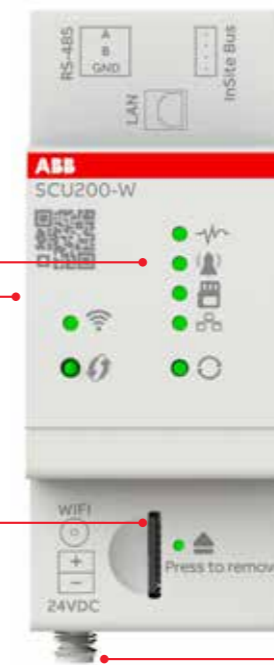 RS-485
A
B
GND
InSite Bus
LAN
ABB
SCU200-W
WIFI
+
-
24VDC
Press to remov